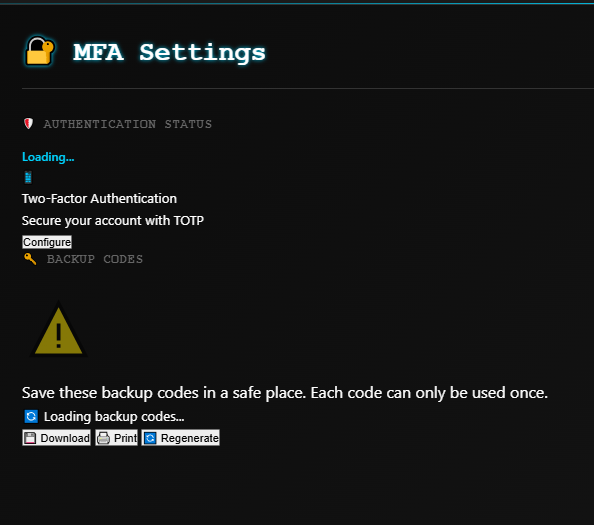 MFA Settings
AUTHENTICATION STATUS
Loading...
Two-Factor Authentication
Secure your account with TOTP
Configure
BACKUP CODES
Save these backup codes in a safe place. Each code can only be used once.
Loading backup codes...
Download Print Regenerate